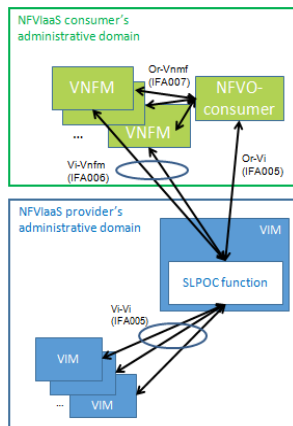 NFVIaaS consumer's
administrative domain
Or-Vnmf
(IFA007)
VNFM
NFVO-
consumer
...
VNFM
Vi-Vnfm
(IFA006)
Or-Vi
(IFA005)
NFVIaaS provider's
administrative domain
VIM
SLPOC function
Vi-Vi
(IFA005)
VIM
...
VIM